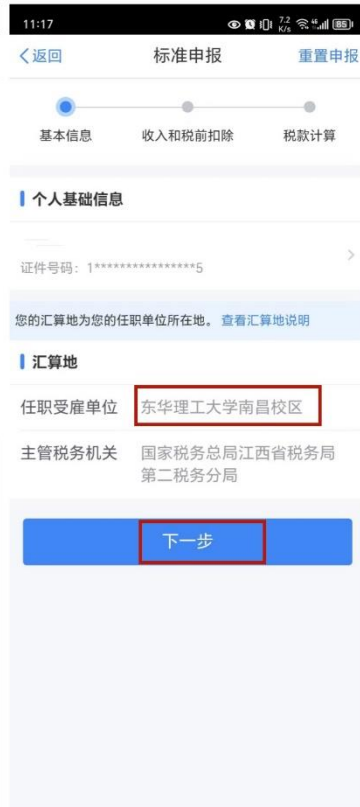 11:17 7.2 K/s 85
返回 标准申报 重置申报
基本信息 收入和税前扣除 税款计算
个人基础信息
证件号码：1****************5
您的汇算地为您的任职单位所在地。查看汇算地说明
汇算地
任职受雇单位 东华理工大学南昌校区
主管税务机关 国家税务总局江西省税务局
第二税务分局
下一步